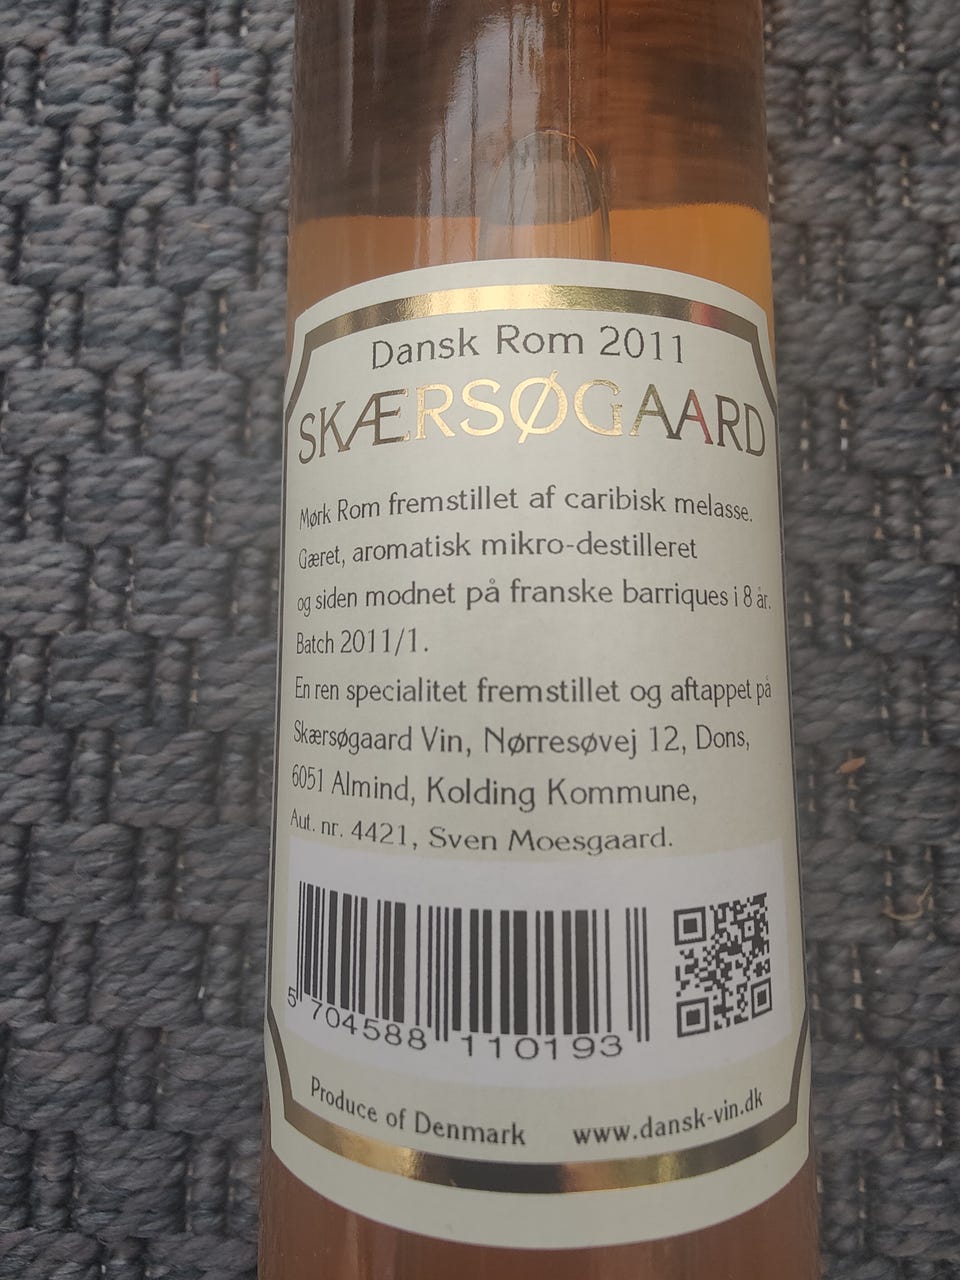 Dansk Rom 2011
SKÆRSØGAARD
Mørk Rom fremstillet af caribisk melasse.
Gæret, aromatisk mikro-destilleret
og siden modnet på franske barriques i 8 år.
Batch 2011/1.
En ren specialitet fremstillet og aftappet på
Skærsøgaard Vin, Nørresøvej 12, Dons,
6051 Almind, Kolding Kommune,
Aut. nr. 4421, Sven Moesgaard.
5 704588 110193
Produce of Denmark www.dansk-vin.dk